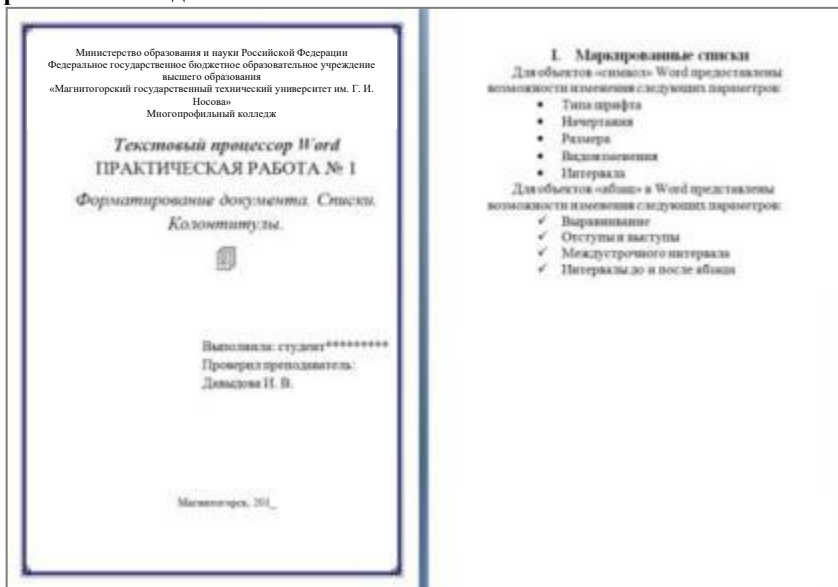 Министерство образования и науки Российской Федерации
Федеральное государственное бюджетное образовательное учреждение
высшего образования
«Магнитогорский государственный технический университет им. Г. И.
Носова»
Многопрофильный колледж
Текстовый процессор Word
ПРАКТИЧЕСКАЯ РАБОТА № 1
Форматирование документа. Списки.
Колонтитулы.
Выполнила: студент*********
Проверил преподаватель:
Давыдова И. В.
Магнитогорск, 201_
I. Маркированные списки
Для объектов «символ» Word предоставлены
возможности изменения следующих параметров:
• Типа шрифта
• Начертания
• Размера
• Видоизменения
• Интервала
Для объектов «абзац» в Word представлены
возможности изменения следующих параметров:
✓ Выравнивание
✓ Отступы и выступы
✓ Междустрочного интервала
✓ Интервалы до и после абзаца